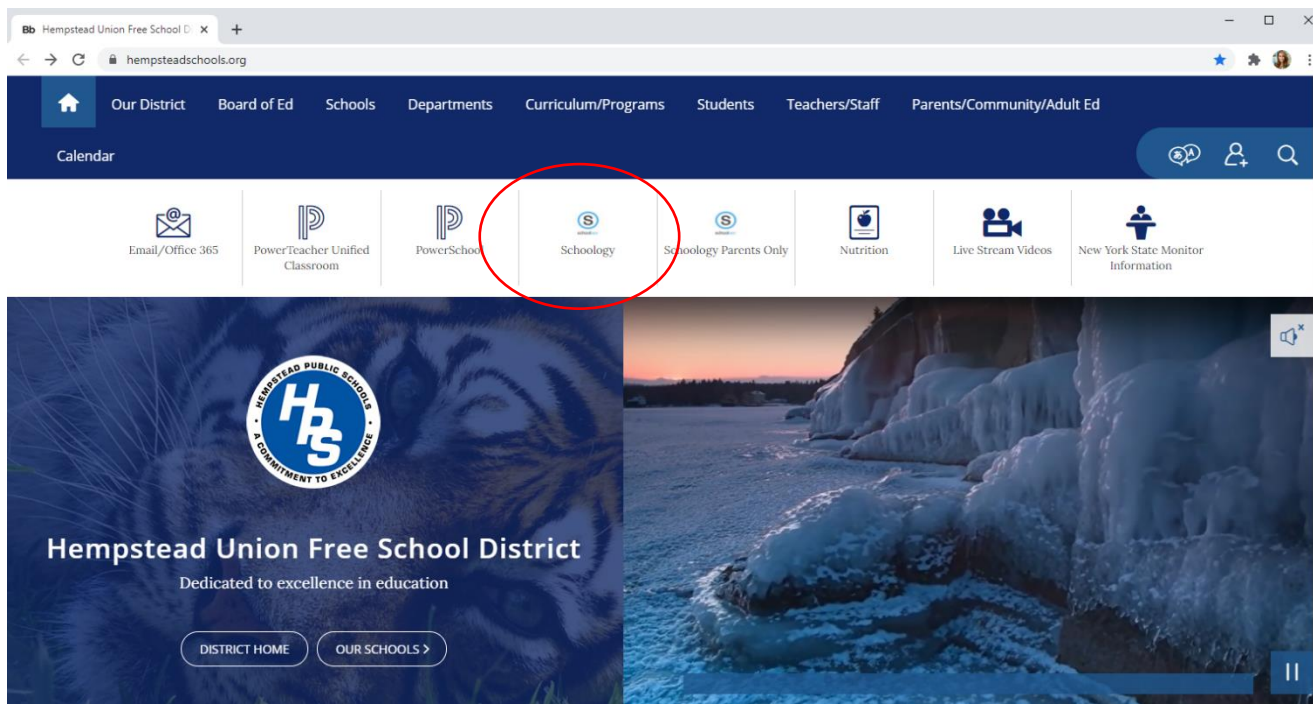 Bb Hempstead Union Free School D
hempsteadschools.org
Our District Board of Ed Schools Departments Curriculum/Programs Students Teachers/Staff Parents/Community/Adult Ed
Calendar
Email/Office 365
PowerTeacher Unified
Classroom
PowerSchool
S
Schoology
S
Schoology Parents Only
Nutrition
Live Stream Videos
New York State Monitor
Information
HEMPSTEAD PUBLIC SCHOOLS
HPS
A COMMITMENT TO EXCELLENCE
Hempstead Union Free School District
Dedicated to excellence in education
DISTRICT HOME
OUR SCHOOLS >